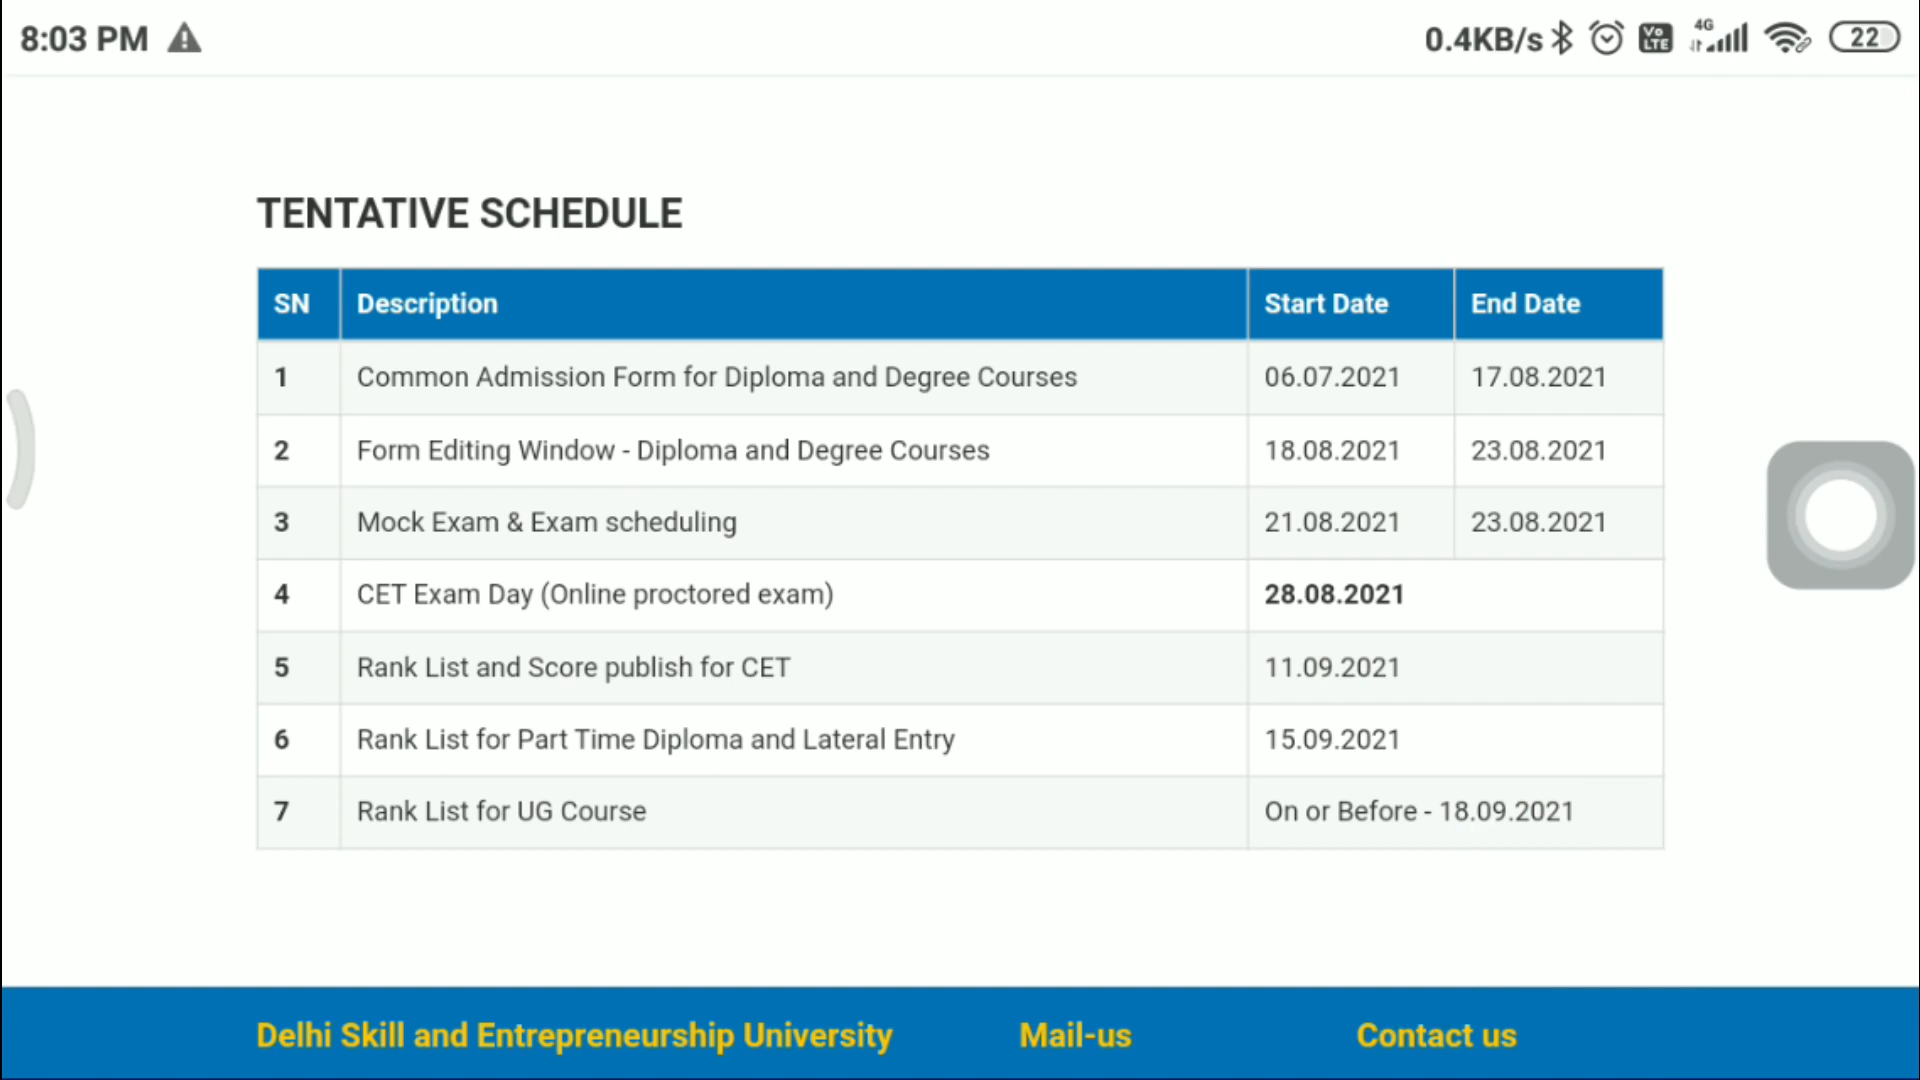 8:03 PM 0.4KB/s Vo LTE 4G 22
TENTATIVE SCHEDULE
SN Description Start Date End Date
1 Common Admission Form for Diploma and Degree Courses 06.07.2021 17.08.2021
2 Form Editing Window - Diploma and Degree Courses 18.08.2021 23.08.2021
3 Mock Exam & Exam scheduling 21.08.2021 23.08.2021
4 CET Exam Day (Online proctored exam) 28.08.2021
5 Rank List and Score publish for CET 11.09.2021
6 Rank List for Part Time Diploma and Lateral Entry 15.09.2021
7 Rank List for UG Course On or Before - 18.09.2021
Delhi Skill and Entrepreneurship University Mail-us Contact us